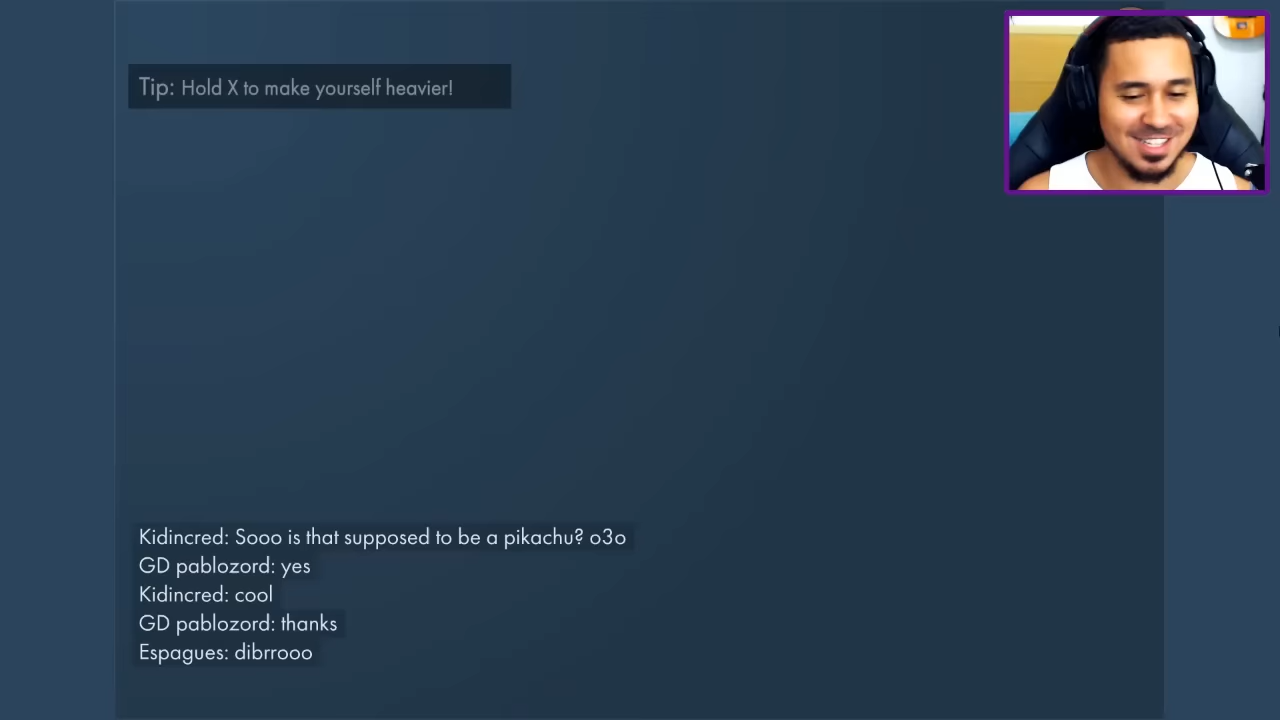 Tip: Hold X to make yourself heavier!
Kidincred: Sooo is that supposed to be a pikachu? o3o
GD pablozord: yes
Kidincred: cool
GD pablozord: thanks
Espagues: dibrrooo